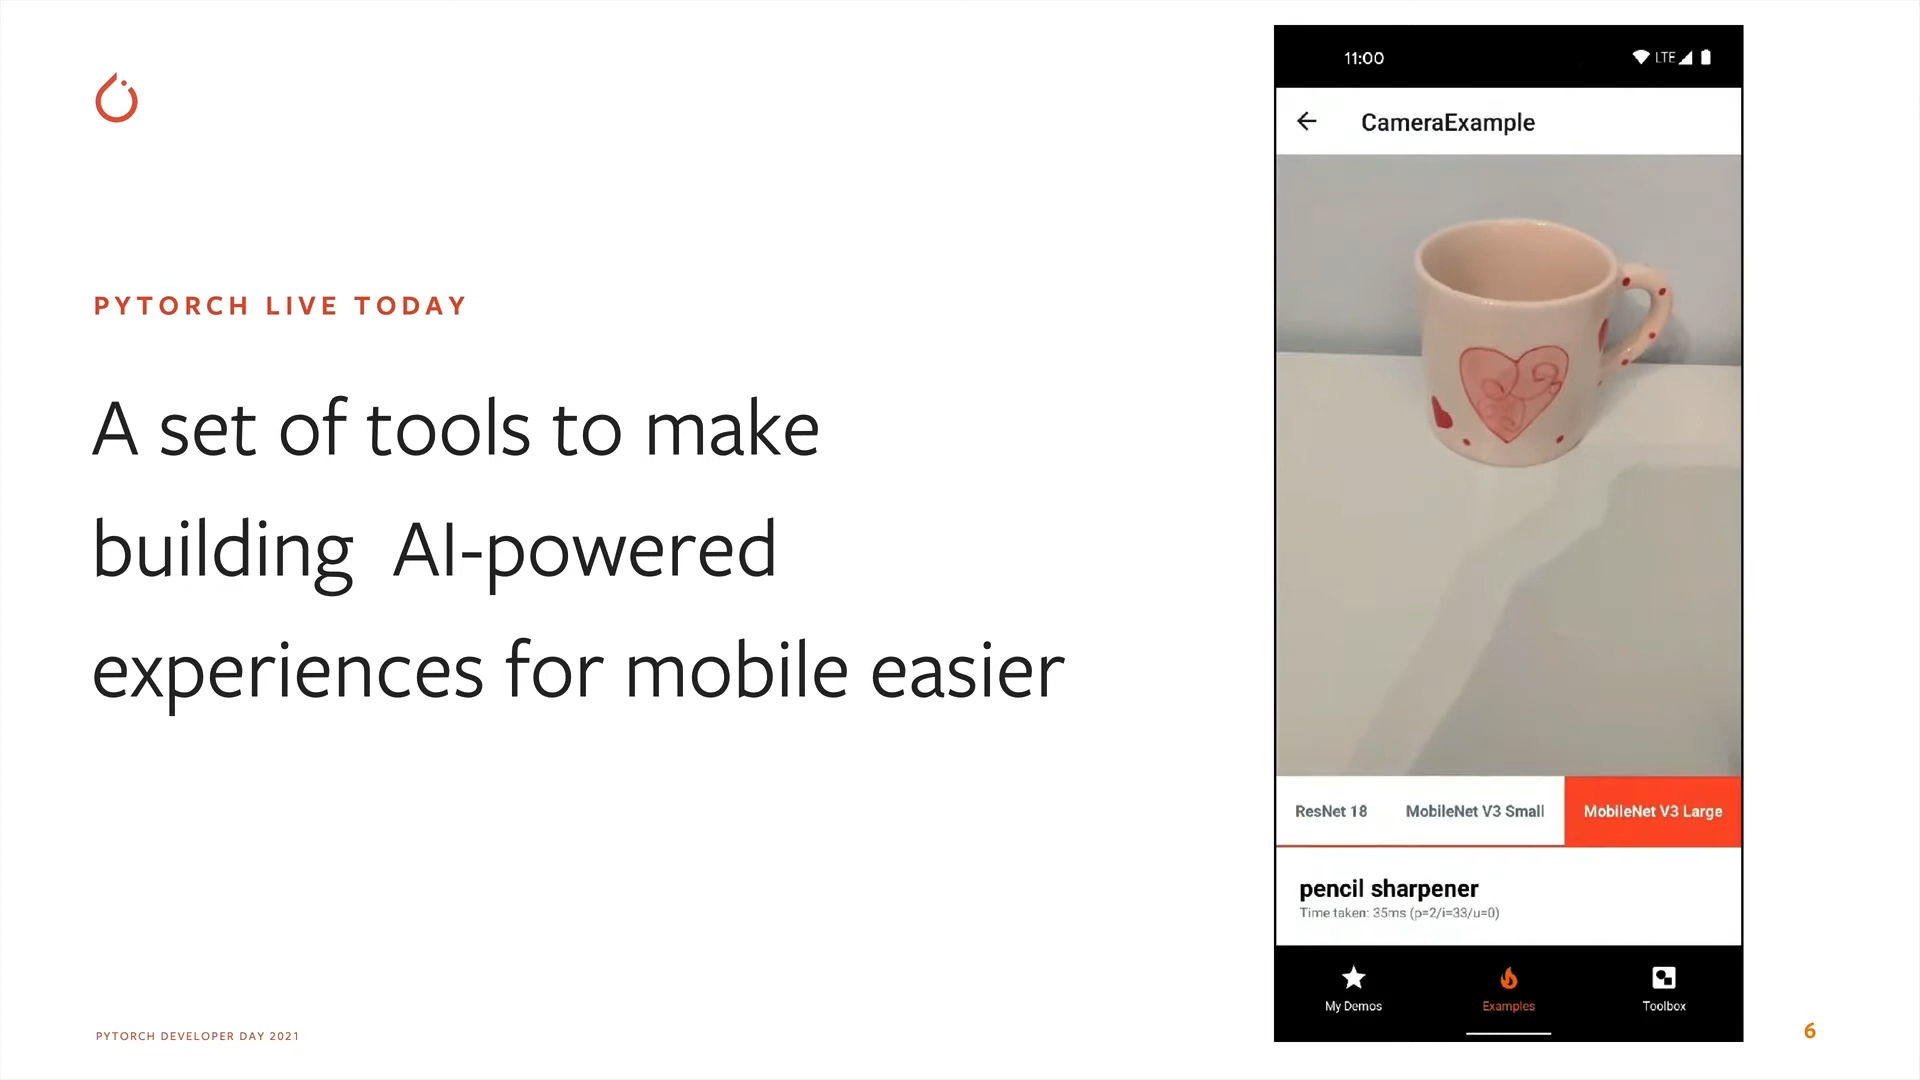 PYTORCH LIVE TODAY
A set of tools to make
building AI-powered
experiences for mobile easier
PYTORCH DEVELOPER DAY 2021
11:00
LTE
CameraExample
ResNet 18
MobileNet V3 Small
MobileNet V3 Large
pencil sharpener
Time taken: 35ms (p=2/i=33/u=0)
My Demos
Examples
Toolbox
6